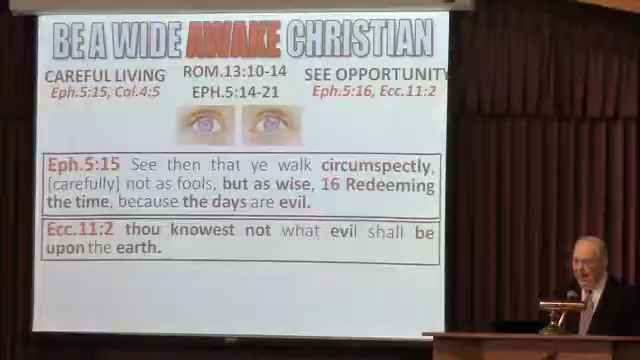 BE A WIDE AWAKE CHRISTIAN
CAREFUL LIVING ROM.13:10-14 SEE OPPORTUNITY
Eph.5:15, Col.4:5 EPH.5:14-21 Eph.5:16, Ecc.11:2
Eph.5:15 See then that ye walk circumspectly,
[carefully] not as fools, but as wise, 16 Redeeming
the time, because the days are evil.
Ecc.11:2 thou knowest not what evil shall be
upon the earth.